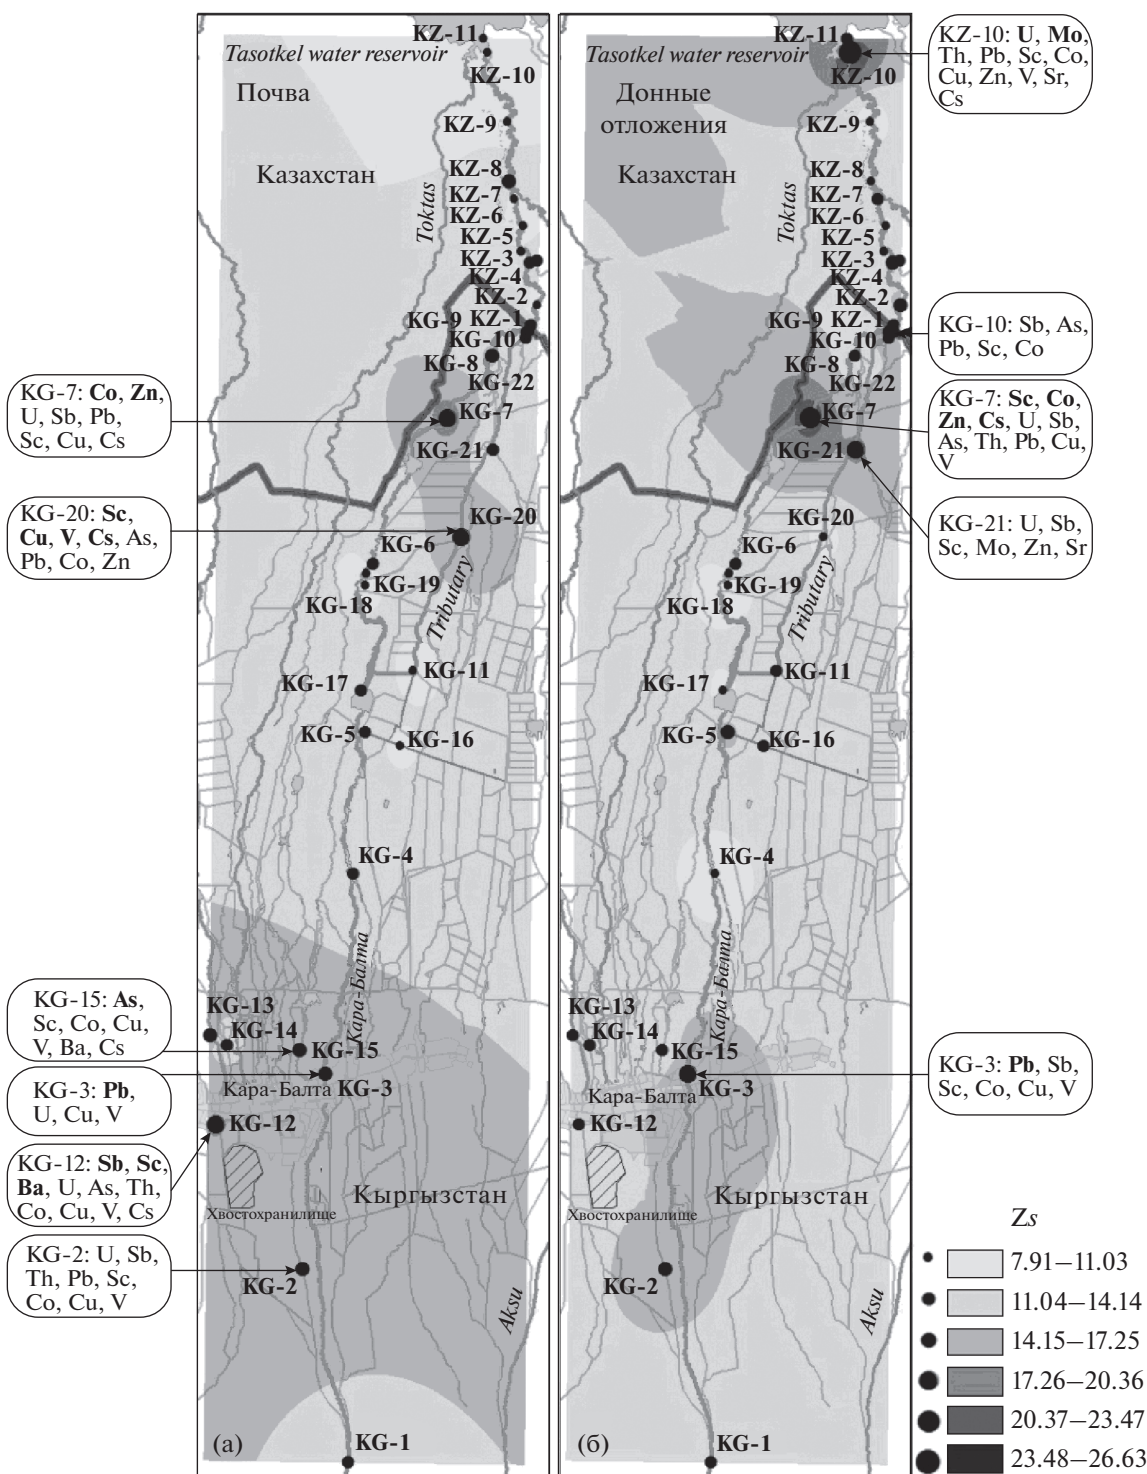 KZ-11
Tasotkel water reservoir
KZ-10
Почва
KZ-9
Казахстан
KZ-8
KZ-7
Toktas
KZ-6
KZ-5
KZ-3
KZ-4
KZ-2
KG-9
KZ-1
KG-10
KG-8
KG-22
KG-7
KG-21
KG-20
KG-6
KG-19
KG-18
Tributary
KG-11
KG-17
KG-5
KG-16
KG-4
Кара-Балта
KG-13
KG-14
KG-15
Кара-Балта
KG-3
KG-12
Кыргызстан
Хвостохранилище
KG-2
Aksu
(а)
KG-1
KG-7: Co, Zn,
U, Sb, Pb,
Sc, Cu, Cs
KG-20: Sc,
Cu, V, Cs, As,
Pb, Co, Zn
KG-15: As,
Sc, Co, Cu,
V, Ba, Cs
KG-3: Pb,
U, Cu, V
KG-12: Sb, Sc,
Ba, U, As, Th,
Co, Cu, V, Cs
KG-2: U, Sb,
Th, Pb, Sc,
Co, Cu, V
KZ-11
Tasotkel water reservoir
KZ-10
Донные
отложения
KZ-9
Казахстан
KZ-8
KZ-7
Toktas
KZ-6
KZ-5
KZ-3
KZ-4
KZ-2
KG-9
KZ-1
KG-10
KG-8
KG-22
KG-7
KG-21
KG-20
KG-6
KG-19
KG-18
Tributary
KG-11
KG-17
KG-5
KG-16
KG-4
Кара-Балта
KG-13
KG-14
KG-15
Кара-Балта
KG-3
KG-12
Кыргызстан
Хвостохранилище
KG-2
Aksu
(б)
KG-1
KZ-10: U, Mo,
Th, Pb, Sc, Co,
Cu, Zn, V, Sr,
Cs
KG-10: Sb, As,
Pb, Sc, Co
KG-7: Sc, Co,
Zn, Cs, U, Sb,
As, Th, Pb, Cu,
V
KG-21: U, Sb,
Sc, Mo, Zn, Sr
KG-3: Pb, Sb,
Sc, Co, Cu, V
Zs
7.91–11.03
11.04–14.14
14.15–17.25
17.26–20.36
20.37–23.47
23.48–26.63